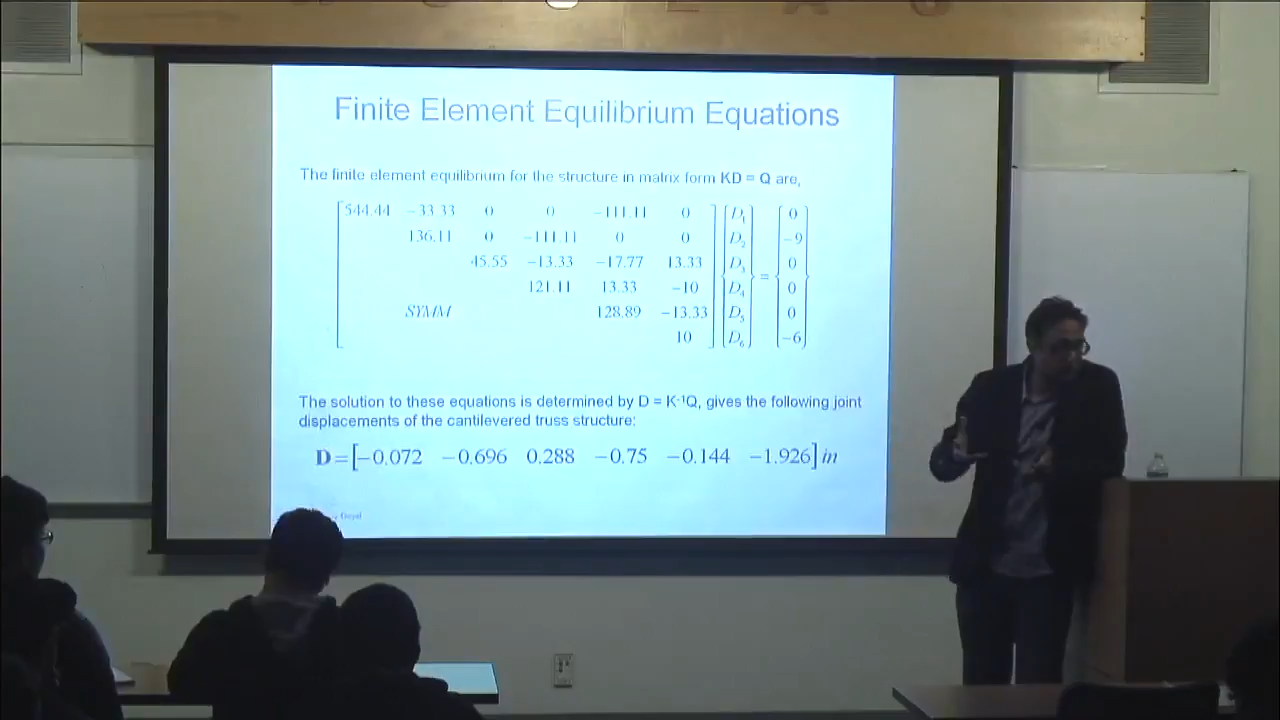 Finite Element Equilibrium Equations
The finite element equilibrium for the structure in matrix form KD = Q are,
544.44 -33.33 0 0 -111.11 0 D1 0
136.11 0 -111.11 0 0 D2 -9
45.55 -13.33 -17.77 13.33 D3 0
121.11 13.33 -10 D4 = 0
SYMM 128.89 -13.33 D5 0
10 D6 -6
The solution to these equations is determined by D = K-1Q, gives the following joint
displacements of the cantilevered truss structure:
D=[-0.072 -0.696 0.288 -0.75 -0.144 -1.926] in
Goyal